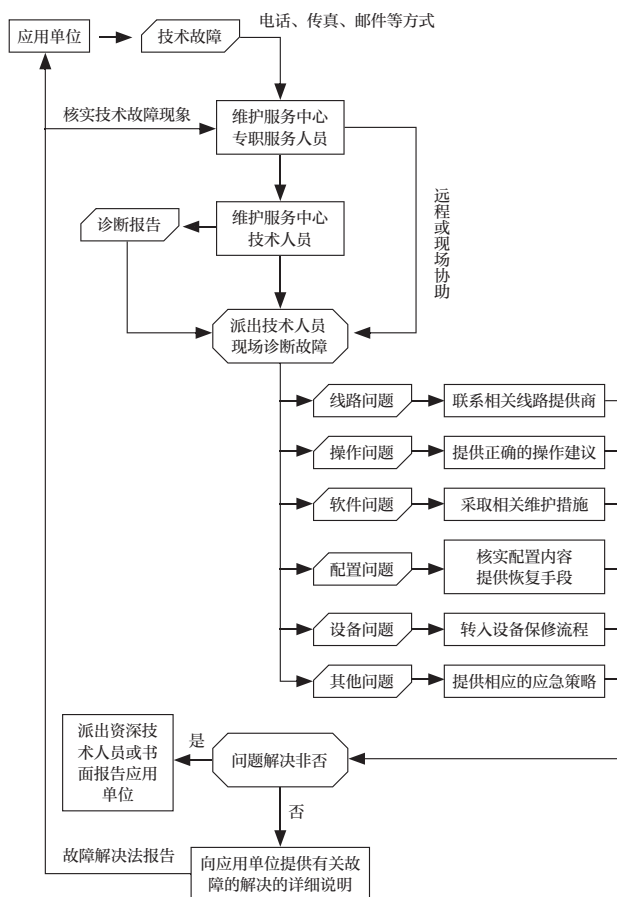 电话、传真、邮件等方式
应用单位
技术故障
核实技术故障现象
维护服务中心
专职服务人员
远程或现场协助
诊断报告
维护服务中心
技术人员
派出技术人员
现场诊断故障
线路问题
联系相关线路提供商
操作问题
提供正确的操作建议
软件问题
采取相关维护措施
配置问题
核实配置内容
提供恢复手段
设备问题
转入设备保修流程
其他问题
提供相应的应急策略
派出资深技
术人员或书
面报告应用
单位
是
问题解决非否
否
故障解决法报告
向应用单位提供有关故
障的解决的详细说明